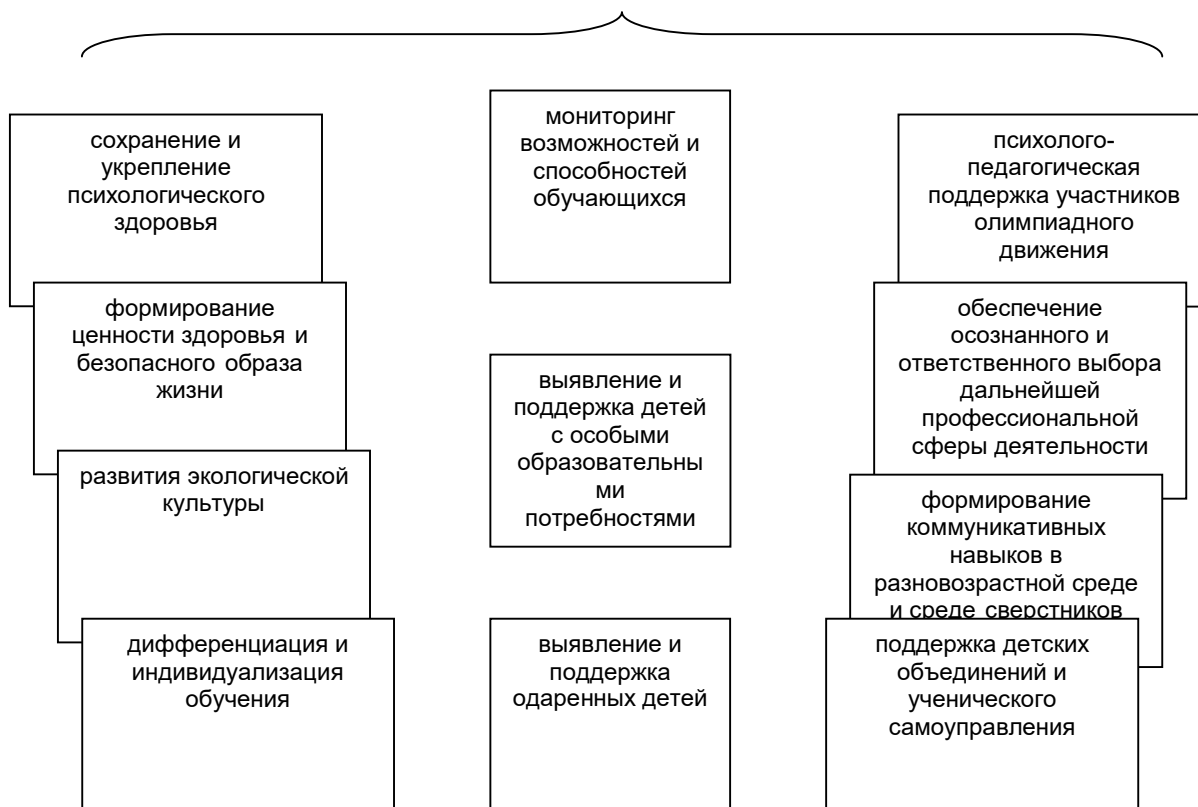 сохранение и
укрепление
психологического
здоровья
формирование
ценности здоровья и
безопасного образа
жизни
развития экологической
культуры
дифференциация и
индивидуализация
обучения
мониторинг
возможностей и
способностей
обучающихся
выявление и
поддержка детей
с особыми
образовательны
ми
потребностями
выявление и
поддержка
одаренных детей
психолого-
педагогическая
поддержка участников
олимпиадного
движения
обеспечение
осознанного и
ответственного выбора
дальнейшей
профессиональной
сферы деятельности
формирование
коммуникативных
навыков в
разновозрастной среде
и среде сверстников
поддержка детских
объединений и
ученического
самоуправления